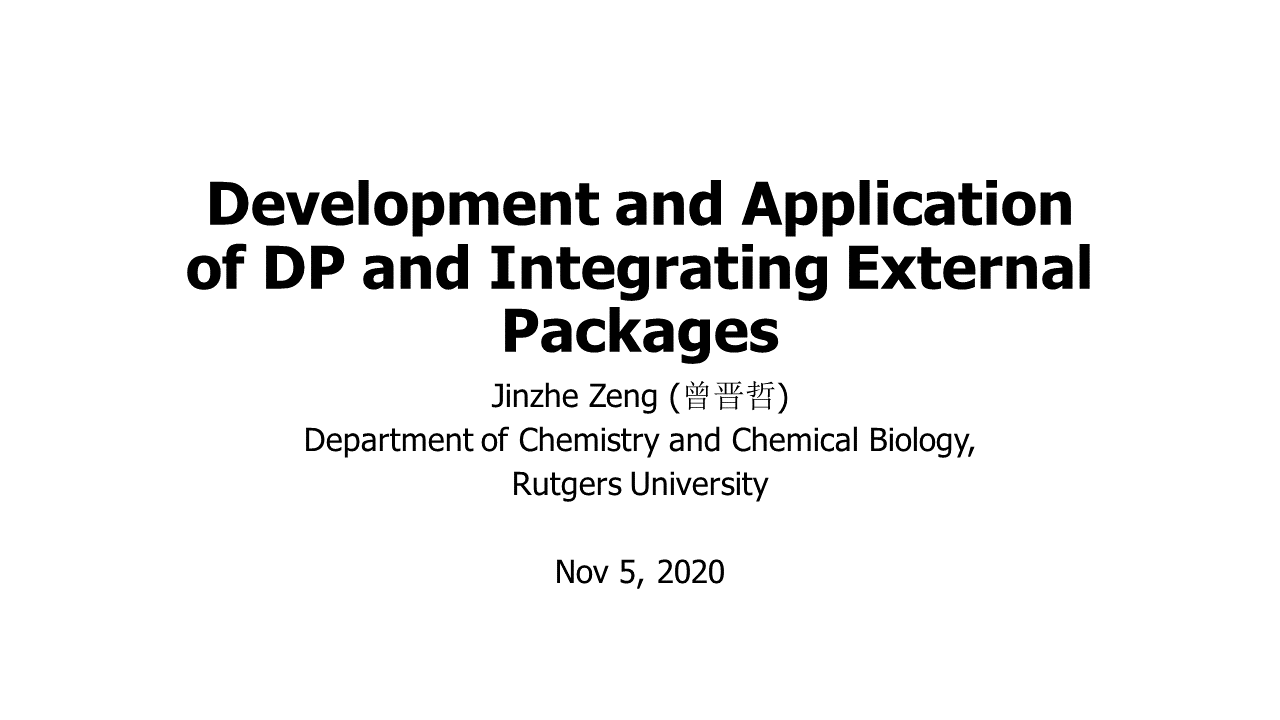 Development and Application
of DP and Integrating External
Packages
Jinzhe Zeng (曾晋哲)
Department of Chemistry and Chemical Biology,
Rutgers University
Nov 5, 2020